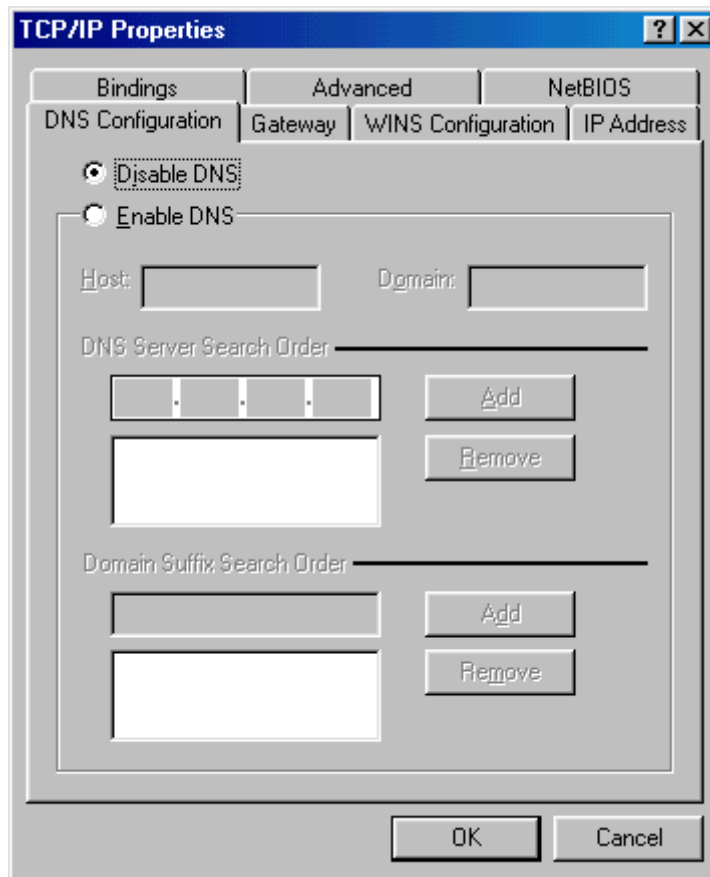 TCP/IP Properties
Bindings Advanced NetBIOS
DNS Configuration Gateway WINS Configuration IP Address
Disable DNS
Enable DNS
Host: Domain:
DNS Server Search Order
. . . Add
Remove
Domain Suffix Search Order
Add
Remove
OK Cancel